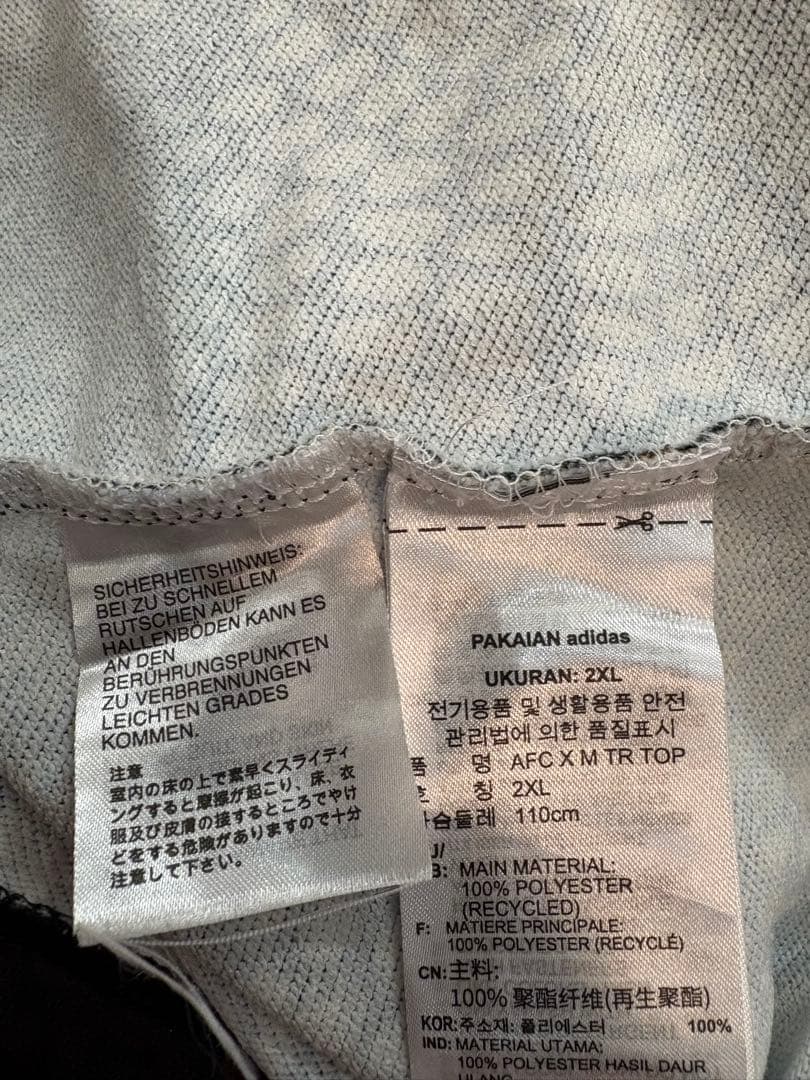 SICHERHEITSHINWEIS:
BEI ZU SCHNELLEM
RUTSCHEN AUF
HALLENBÖDEN KANN ES
AN DEN
BERÜHRUNGSPUNKTEN
ZU VERBRENNUNGEN
LEICHTEN GRADES
KOMMEN.
注意
室内の床の上で素早くスライディ
ングすると摩擦が起こり、床、衣
服及び皮膚の接するところでやけ
どをする危険がありますので十分
注意して下さい。
PAKAIAN adidas
UKURAN: 2XL
전기용품 및 생활용품 안전
관리법에 의한 품질표시
품 명 AFC X M TR TOP
칭 2XL
가슴둘레 110cm
MAIN MATERIAL:
100% POLYESTER
(RECYCLED)
F: MATIERE PRINCIPALE:
100% POLYESTER (RECYCLÉ)
CN: 主料:
100% 聚酯纤维(再生聚酯)
KOR: 주소재: 폴리에스터 100%
IND: MATERIAL UTAMA:
100% POLYESTER HASIL DAUR
ULANG